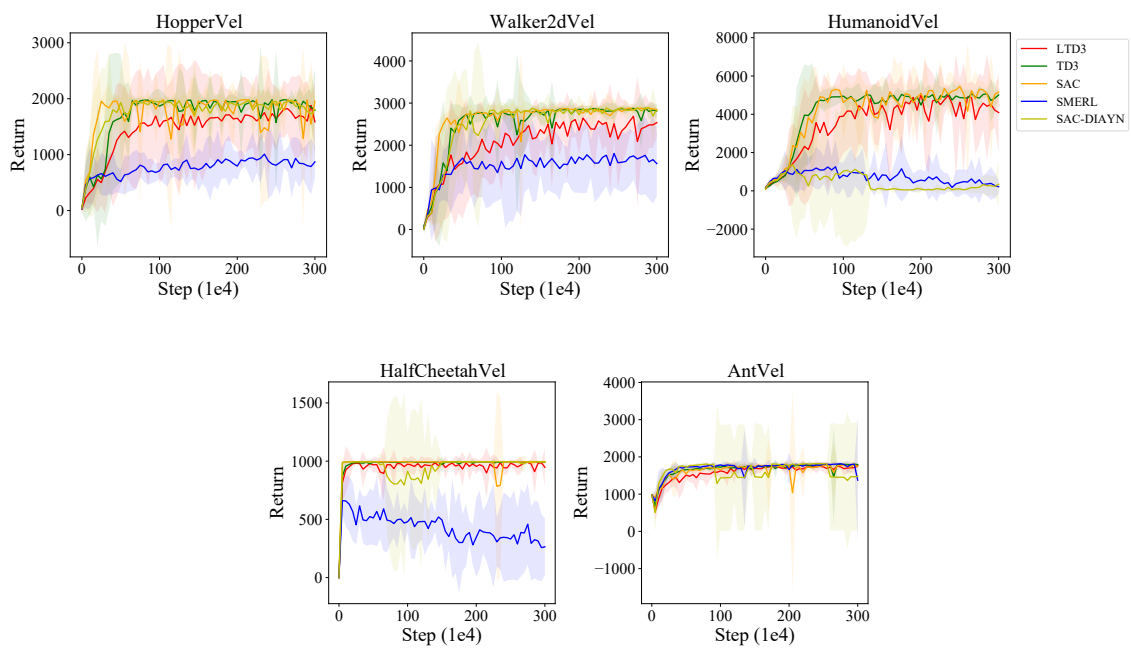 HopperVel
Return
3000
2000
1000
0
0
100
200
300
Step (1e4)
Walker2dVel
Return
4000
3000
2000
1000
0
0
100
200
300
Step (1e4)
HumanoidVel
Return
8000
6000
4000
2000
0
−2000
0
100
200
300
Step (1e4)
LTD3
TD3
SAC
SMERL
SAC-DIAYN
HalfCheetahVel
Return
1500
1000
500
0
0
100
200
300
Step (1e4)
AntVel
Return
4000
3000
2000
1000
0
−1000
0
100
200
300
Step (1e4)